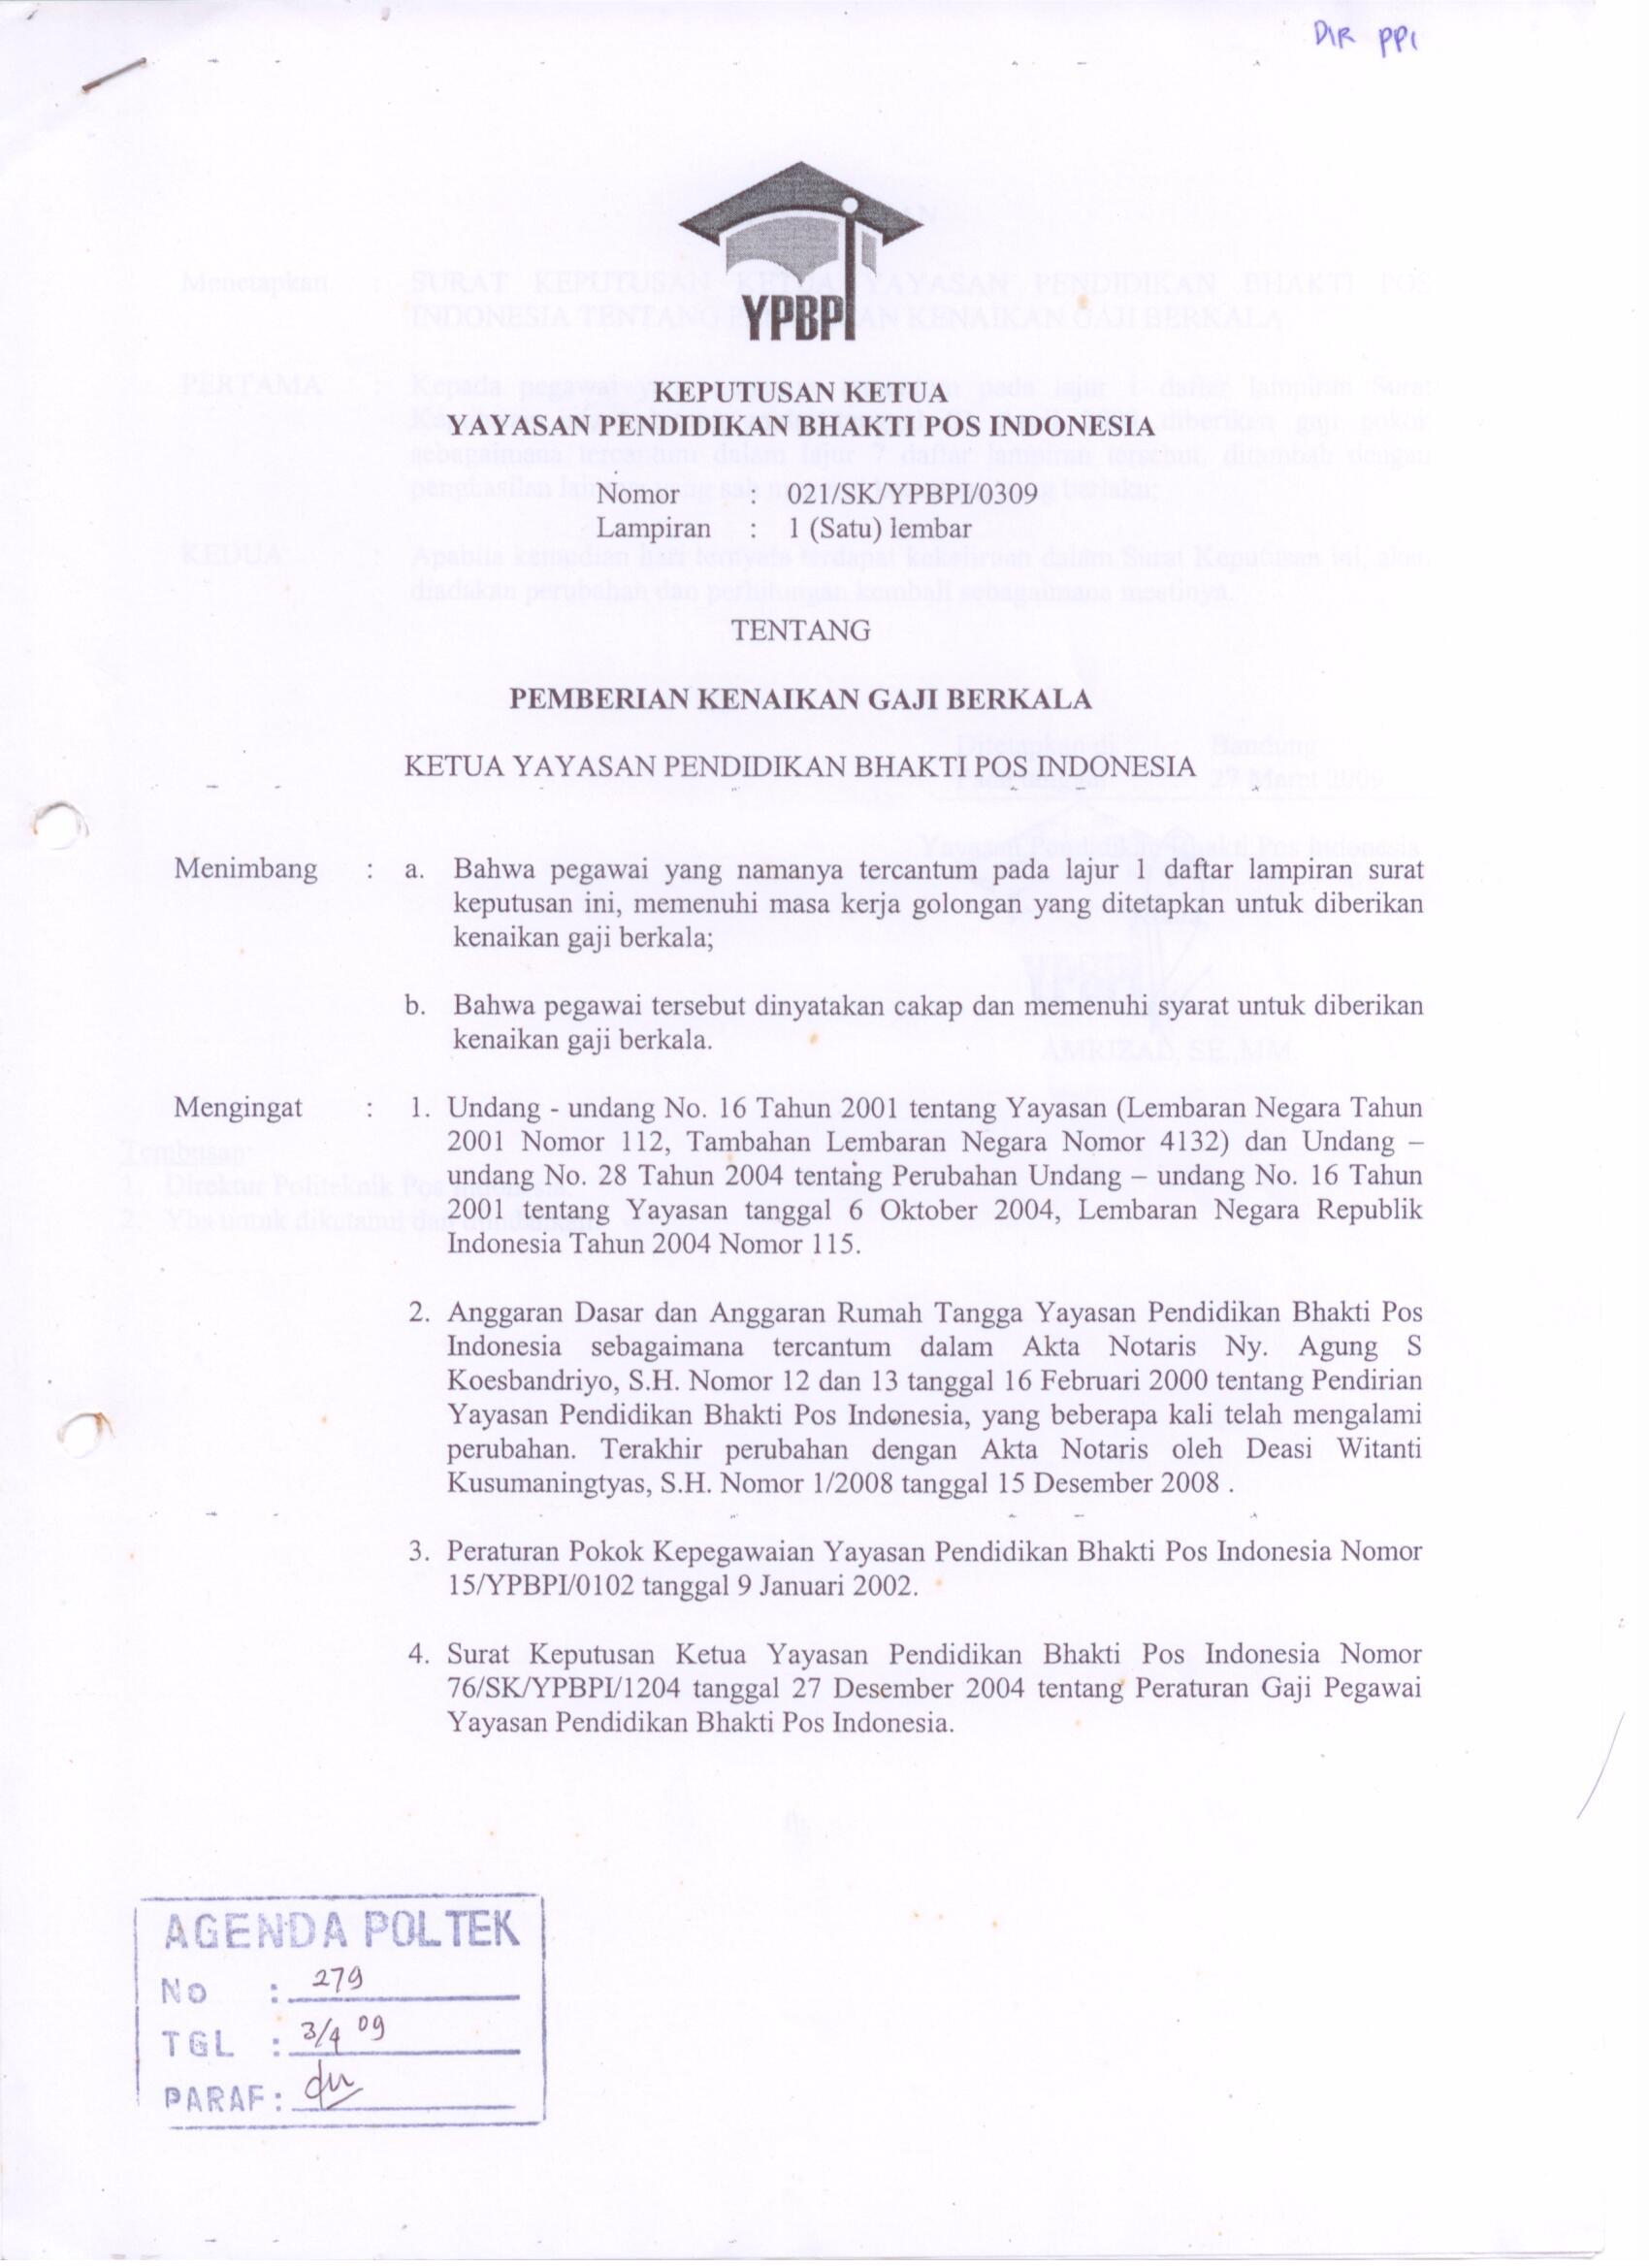 DIR PPI
YPBPI
KEPUTUSAN KETUA
YAYASAN PENDIDIKAN BHAKTI POS INDONESIA
Nomor : 021/SK/YPBPI/0309
Lampiran : 1 (Satu) lembar
TENTANG
PEMBERIAN KENAIKAN GAJI BERKALA
KETUA YAYASAN PENDIDIKAN BHAKTI POS INDONESIA
Menimbang : a. Bahwa pegawai yang namanya tercantum pada lajur 1 daftar lampiran surat
keputusan ini, memenuhi masa kerja golongan yang ditetapkan untuk diberikan
kenaikan gaji berkala;
b. Bahwa pegawai tersebut dinyatakan cakap dan memenuhi syarat untuk diberikan
kenaikan gaji berkala.
Mengingat : 1. Undang - undang No. 16 Tahun 2001 tentang Yayasan (Lembaran Negara Tahun
2001 Nomor 112, Tambahan Lembaran Negara Nomor 4132) dan Undang –
undang No. 28 Tahun 2004 tentang Perubahan Undang – undang No. 16 Tahun
2001 tentang Yayasan tanggal 6 Oktober 2004, Lembaran Negara Republik
Indonesia Tahun 2004 Nomor 115.
2. Anggaran Dasar dan Anggaran Rumah Tangga Yayasan Pendidikan Bhakti Pos
Indonesia sebagaimana tercantum dalam Akta Notaris Ny. Agung S
Koesbandriyo, S.H. Nomor 12 dan 13 tanggal 16 Februari 2000 tentang Pendirian
Yayasan Pendidikan Bhakti Pos Indonesia, yang beberapa kali telah mengalami
perubahan. Terakhir perubahan dengan Akta Notaris oleh Deasi Witanti
Kusumaningtyas, S.H. Nomor 1/2008 tanggal 15 Desember 2008 .
3. Peraturan Pokok Kepegawaian Yayasan Pendidikan Bhakti Pos Indonesia Nomor
15/YPBPI/0102 tanggal 9 Januari 2002.
4. Surat Keputusan Ketua Yayasan Pendidikan Bhakti Pos Indonesia Nomor
76/SK/YPBPI/1204 tanggal 27 Desember 2004 tentang Peraturan Gaji Pegawai
Yayasan Pendidikan Bhakti Pos Indonesia.
AGENDA POLTEK
No : 279
TGL : 3/4 09
PARAF :